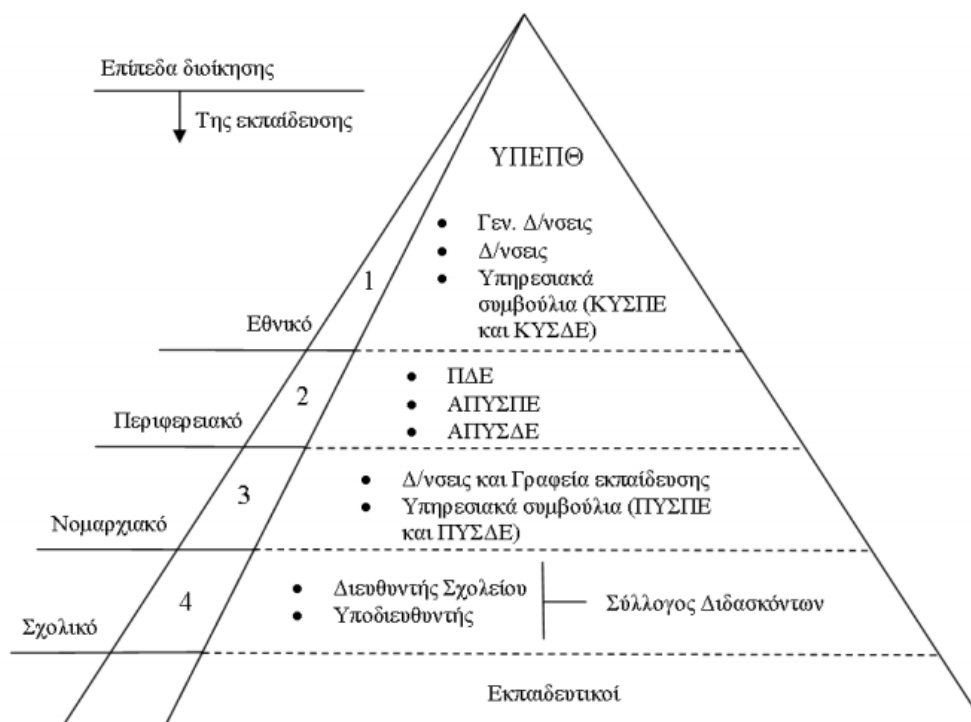 Επίπεδα διοίκησης
Της εκπαίδευσης
ΥΠΕΠΘ
• Γεν. Δ/νσεις
• Δ/νσεις
• Υπηρεσιακά
συμβούλια (ΚΥΣΠΕ
και ΚΥΣΔΕ)
1
Εθνικό
• ΠΔΕ
• ΑΠΥΣΠΕ
• ΑΠΥΣΔΕ
2
Περιφερειακό
• Δ/νσεις και Γραφεία εκπαίδευσης
• Υπηρεσιακά συμβούλια (ΠΥΣΠΕ
και ΠΥΣΔΕ)
3
Νομαρχιακό
4
• Διευθυντής Σχολείου
• Υποδιευθυντής
Σύλλογος Διδασκόντων
Σχολικό
Εκπαιδευτικοί